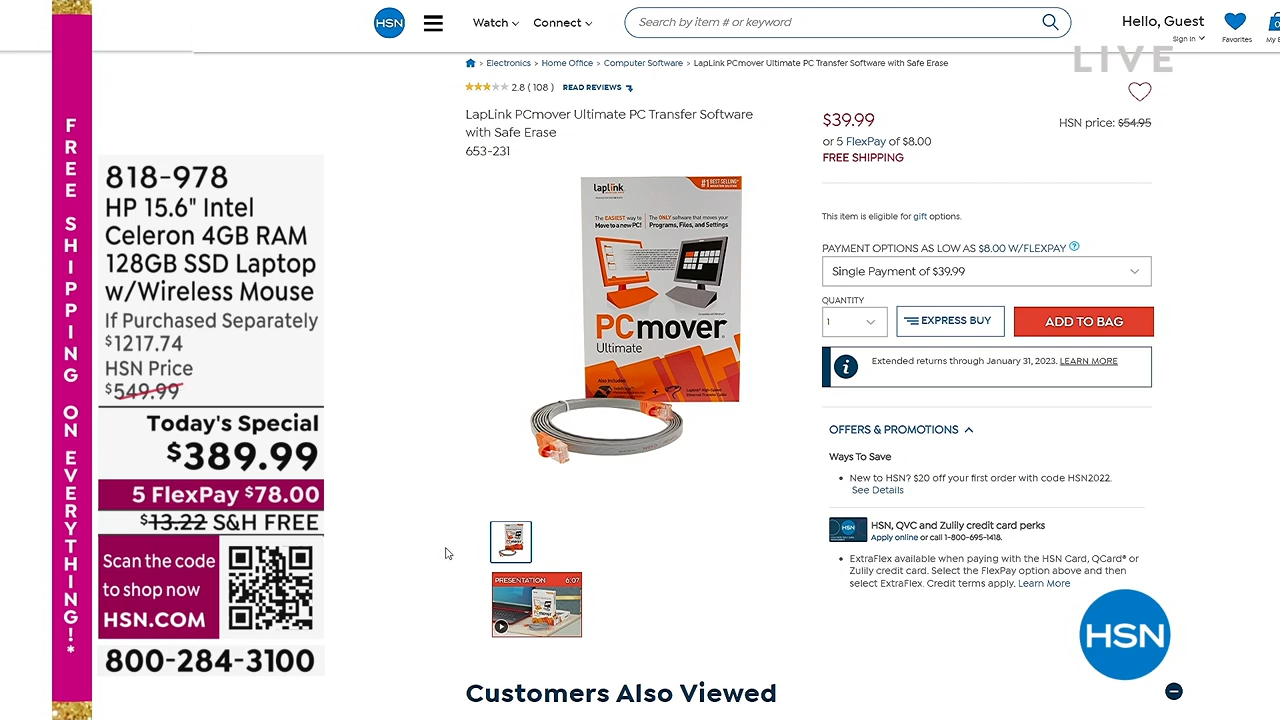 FREE SHIPPING ON EVERYTHING!*
818-978
HP 15.6" Intel
Celeron 4GB RAM
128GB SSD Laptop
w/Wireless Mouse
If Purchased Separately
$1217.74
HSN Price
$549.99
Today's Special
$389.99
5 FlexPay $78.00
$13.22 S&H FREE
Scan the code
to shop now
HSN.COM
800-284-3100
HSN
Watch
Connect
Search by item # or keyword
Hello, Guest
Sign In
Favorites
0
LIVE
> Electronics > Home Office > Computer Software > LapLink PCmover Ultimate PC Transfer Software with Safe Erase
2.8 ( 108 ) READ REVIEWS
LapLink PCmover Ultimate PC Transfer Software
with Safe Erase
653-231
laplink
#1 BEST SELLING
The EASIEST way to
Move to a new PC!
The ONLY software that moves your
Programs, Files, and Settings
PCmover
Ultimate
Also Includes:
PRESENTATION 6:07
$39.99
HSN price: $54.95
or 5 FlexPay of $8.00
FREE SHIPPING
This item is eligible for gift options.
PAYMENT OPTIONS AS LOW AS $8.00 W/FLEXPAY ?
Single Payment of $39.99
QUANTITY
1
EXPRESS BUY
ADD TO BAG
Extended returns through January 31, 2023. LEARN MORE
OFFERS & PROMOTIONS
Ways To Save
• New to HSN? $20 off your first order with code HSN2022.
See Details
HSN, QVC and Zulily credit card perks
Apply online or call 1-800-695-1418.
• ExtraFlex available when paying with the HSN Card, QCard® or
Zulily credit card. Select the FlexPay option above and then
select ExtraFlex. Credit terms apply. Learn More
HSN
Customers Also Viewed